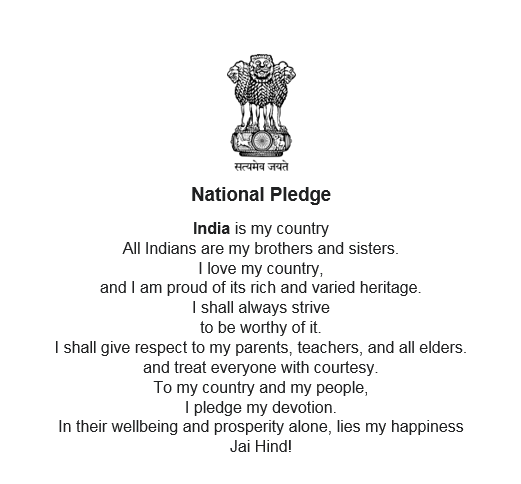 सत्यमेव जयते
National Pledge
India is my country
All Indians are my brothers and sisters.
I love my country,
and I am proud of its rich and varied heritage.
I shall always strive
to be worthy of it.
I shall give respect to my parents, teachers, and all elders.
and treat everyone with courtesy.
To my country and my people,
I pledge my devotion.
In their wellbeing and prosperity alone, lies my happiness
Jai Hind!